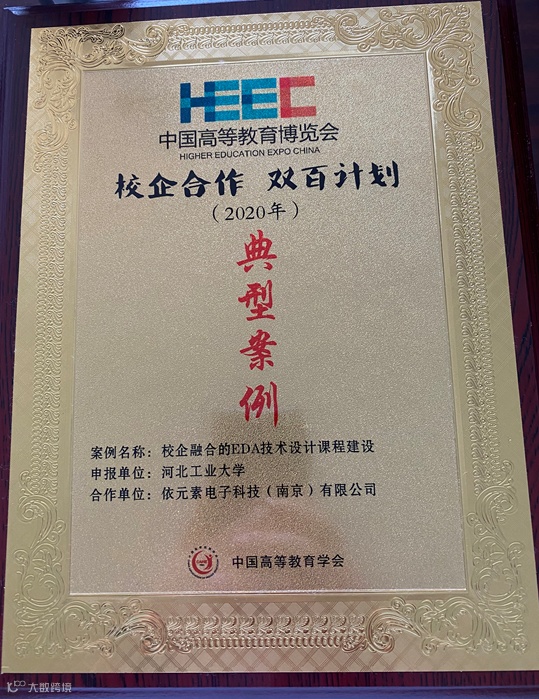 HEEC
中国高等教育博览会
HIGHER EDUCATION EXPO CHINA
校企合作 双百计划
（2020年）
典型案例
案例名称：校企融合的EDA技术设计课程建设
申报单位：河北工业大学
合作单位：依元素电子科技（南京）有限公司
中国高等教育学会
大数跨境